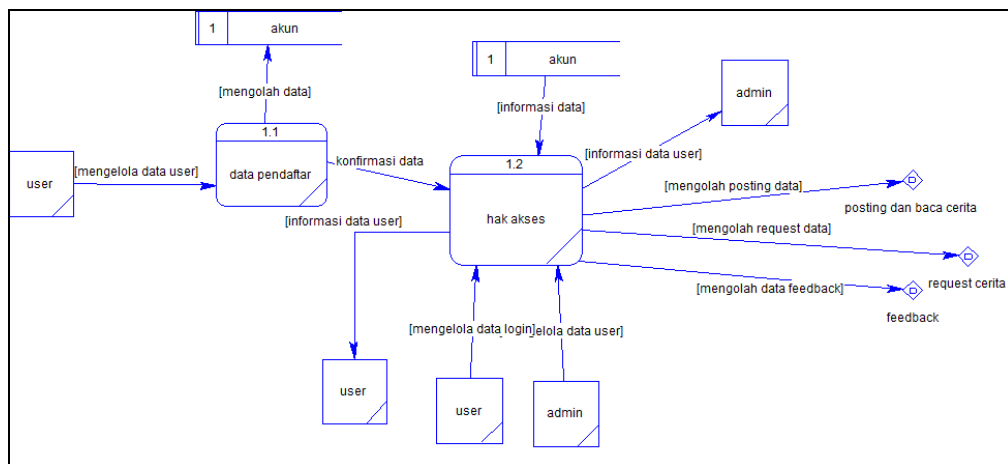 1 akun
1 akun
[mengolah data]
[informasi data]
admin
1.1
[informasi data user]
1.2
konfirmasi data
user
[mengelola data user]
data pendaftar
[mengolah posting data]
posting dan baca cerita
[informasi data user]
hak akses
[mengolah request data]
request cerita
[mengolah data feedback]
feedback
[mengelola data login]
elola data user]
user
user
admin